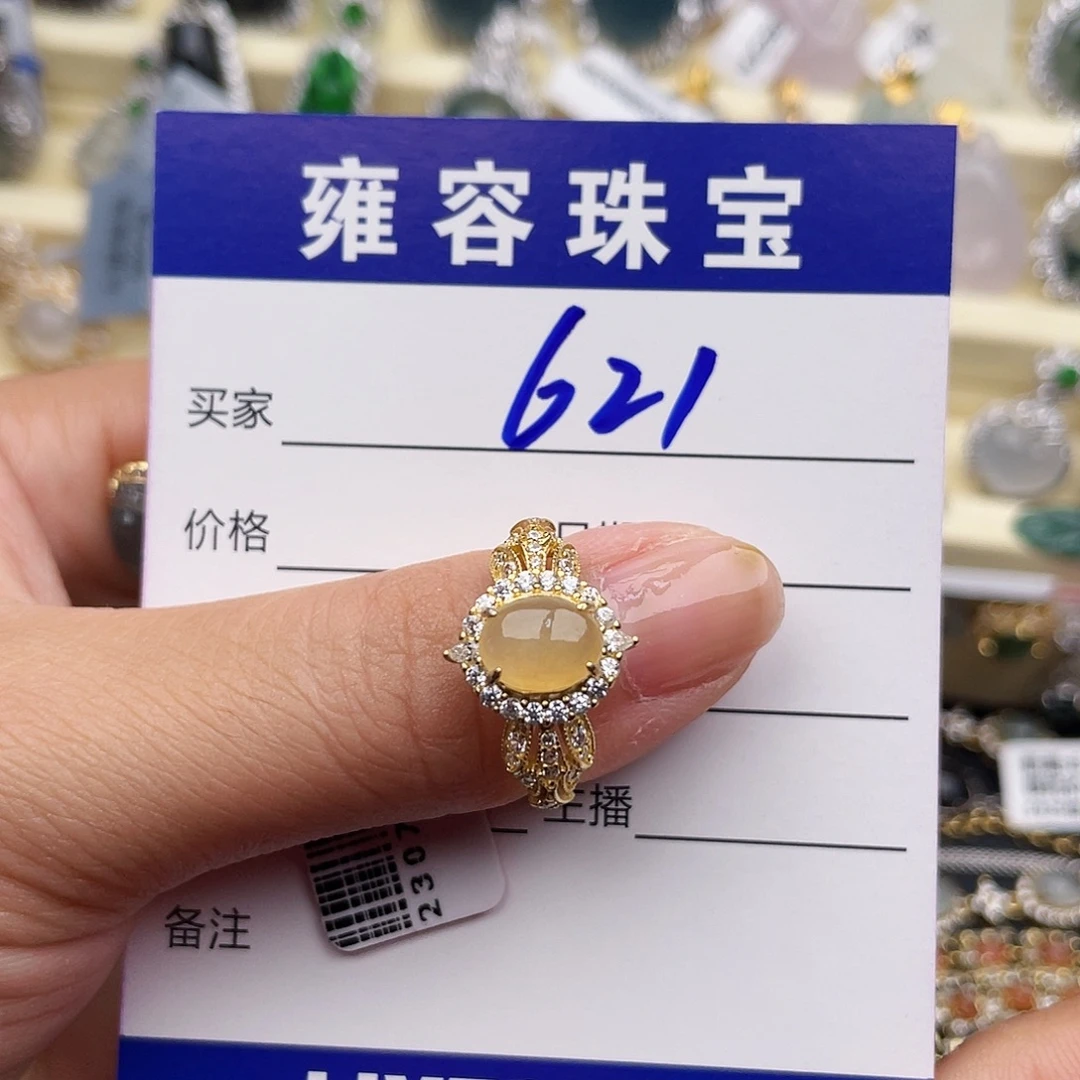 雍容珠宝
买家 621
价格
主播
2307
备注